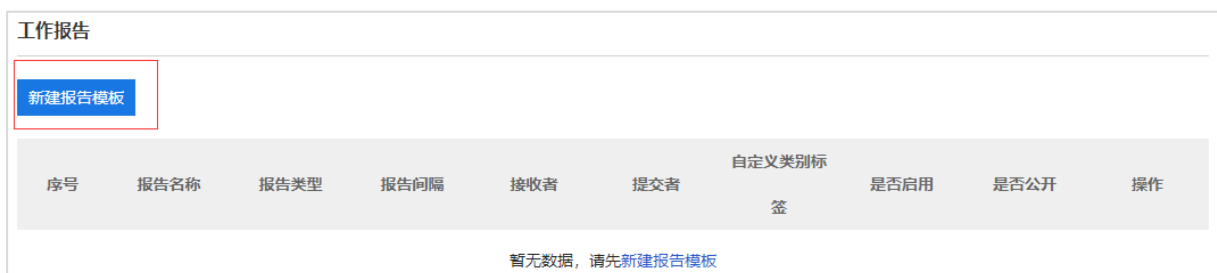 工作报告
新建报告模板
序号 报告名称 报告类型 报告间隔 接收者 提交者 自定义类别标签 是否启用 是否公开 操作
暂无数据，请先新建报告模板